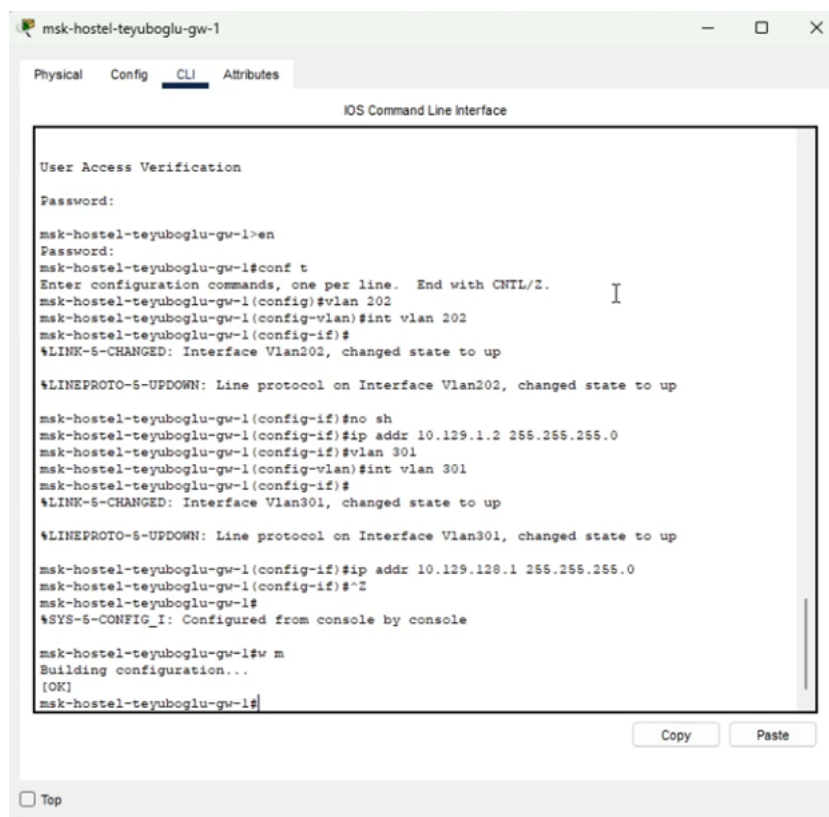 msk-hostel-teyuboglu-gw-1
Physical Config CLI Attributes
IOS Command Line Interface
User Access Verification
Password:
msk-hostel-teyuboglu-gw-1>en
Password:
msk-hostel-teyuboglu-gw-1#conf t
Enter configuration commands, one per line.  End with CNTL/Z.
msk-hostel-teyuboglu-gw-1(config)#vlan 202
msk-hostel-teyuboglu-gw-1(config-vlan)#int vlan 202
msk-hostel-teyuboglu-gw-1(config-if)#
%LINK-5-CHANGED: Interface Vlan202, changed state to up
%LINEPROTO-5-UPDOWN: Line protocol on Interface Vlan202, changed state to up
msk-hostel-teyuboglu-gw-1(config-if)#no sh
msk-hostel-teyuboglu-gw-1(config-if)#ip addr 10.129.1.2 255.255.255.0
msk-hostel-teyuboglu-gw-1(config-if)#vlan 301
msk-hostel-teyuboglu-gw-1(config-vlan)#int vlan 301
msk-hostel-teyuboglu-gw-1(config-if)#
%LINK-5-CHANGED: Interface Vlan301, changed state to up
%LINEPROTO-5-UPDOWN: Line protocol on Interface Vlan301, changed state to up
msk-hostel-teyuboglu-gw-1(config-if)#ip addr 10.129.128.1 255.255.255.0
msk-hostel-teyuboglu-gw-1(config-if)#^Z
msk-hostel-teyuboglu-gw-1#
%SYS-5-CONFIG_I: Configured from console by console
msk-hostel-teyuboglu-gw-1#w m
Building configuration...
[OK]
msk-hostel-teyuboglu-gw-1#
Copy Paste
Top